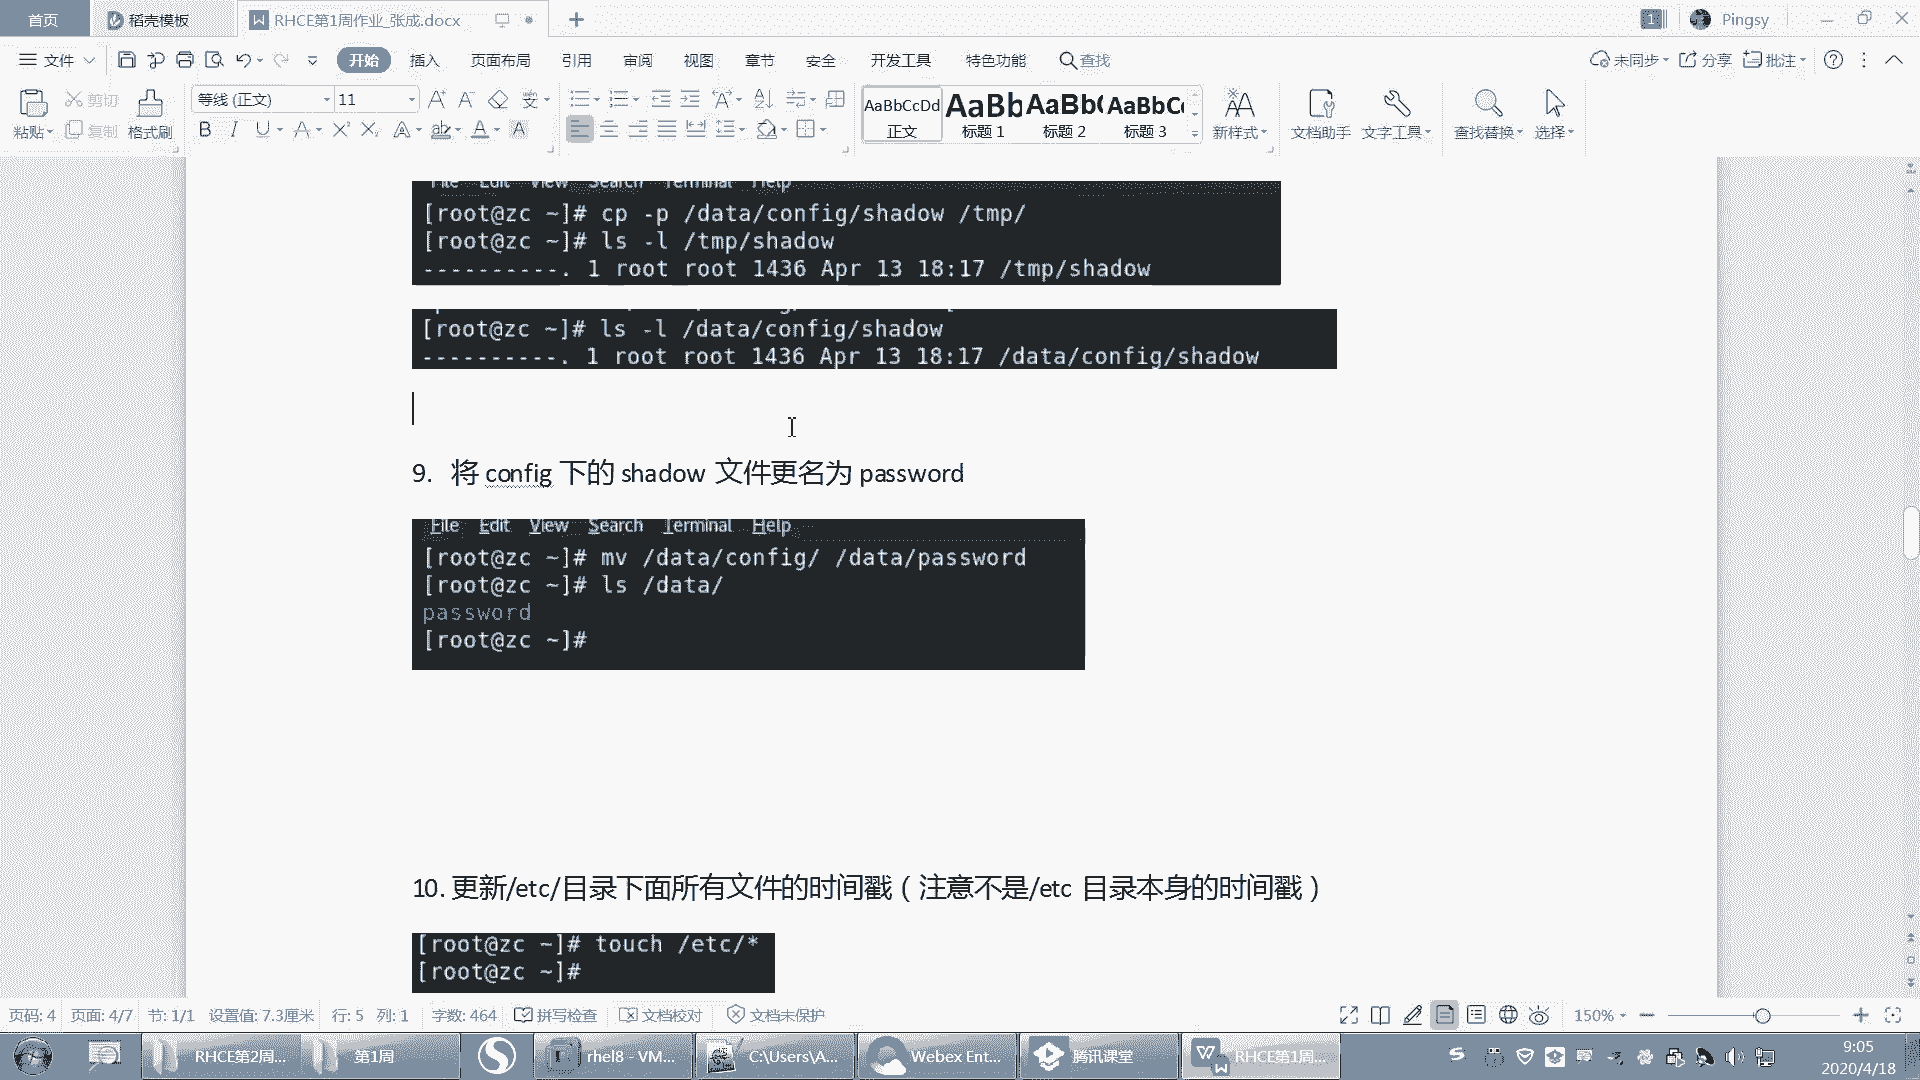 首页
稻壳模板
RHCE第1周作业_张成.docx
1
Pingsy
文件
开始
插入
页面布局
引用
审阅
视图
章节
安全
开发工具
特色功能
查找
未同步
分享
批注
粘贴
剪切
复制
格式刷
等线 (正文)
11
AaBbCcDd
正文
AaBb
标题 1
AaBb(
标题 2
AaBbC
标题 3
新样式
文档助手
文字工具
查找替换
选择
File Edit View Search Terminal Help
[root@zc ~]# cp -p /data/config/shadow /tmp/
[root@zc ~]# ls -l /tmp/shadow
----------. 1 root root 1436 Apr 13 18:17 /tmp/shadow
[root@zc ~]# ls -l /data/config/shadow
----------. 1 root root 1436 Apr 13 18:17 /data/config/shadow
9. 将 config 下的 shadow 文件更名为 password
File Edit View Search Terminal Help
[root@zc ~]# mv /data/config/ /data/password
[root@zc ~]# ls /data/
password
[root@zc ~]#
10. 更新/etc/目录下面所有文件的时间戳（注意不是/etc 目录本身的时间戳）
[root@zc ~]# touch /etc/*
[root@zc ~]#
页码: 4 页面: 4/7 节: 1/1 设置值: 7.3厘米 行: 5 列: 1 字数: 464 拼写检查 文档校对 文档未保护 150%
RHCE第2周...
第1周
rhel8 - VM...
C:\Users\A...
Webex Ent...
腾讯课堂
RHCE第1周...
9:05
2020/4/18